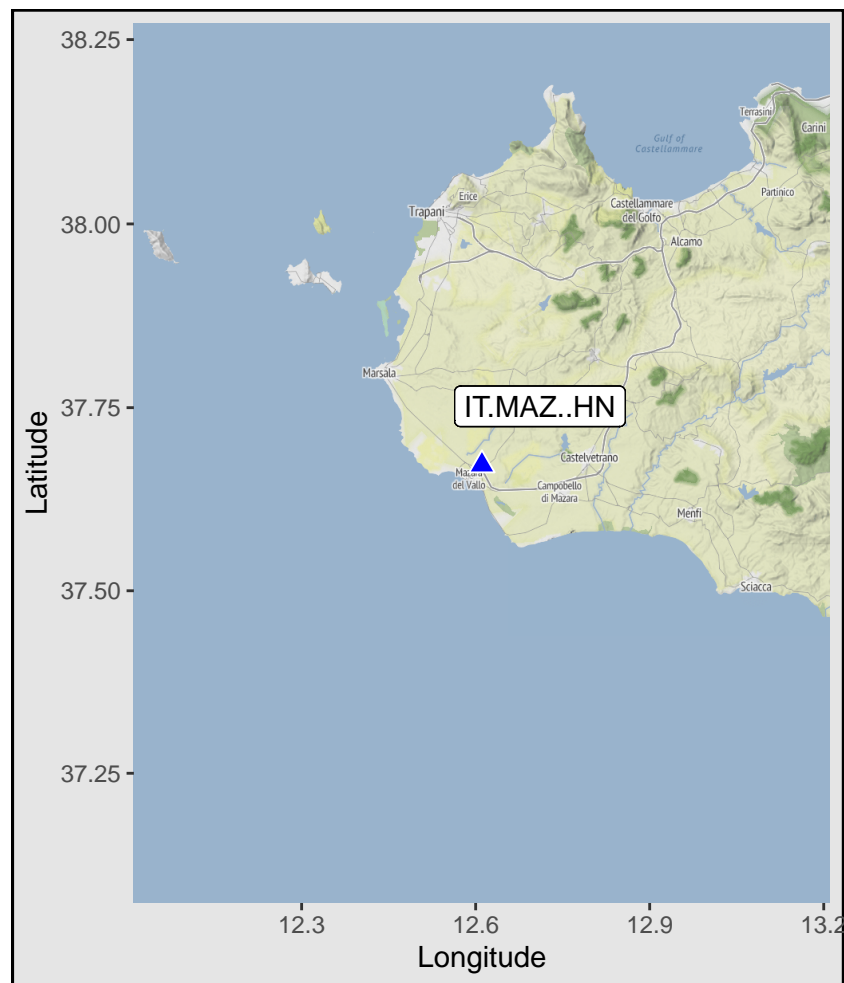 38.25
38.00
37.75
37.50
37.25
Latitude
12.3
12.6
12.9
13.2
Longitude
Terrasini
Carini
Gulf of
Castellammare
Partinico
Erice
Trapani
Castellammare
del Golfo
Alcamo
Marsala
IT.MAZ..HN
Castelvetrano
Mazara
del Vallo
Campobello
di Mazara
Menfi
Sciacca